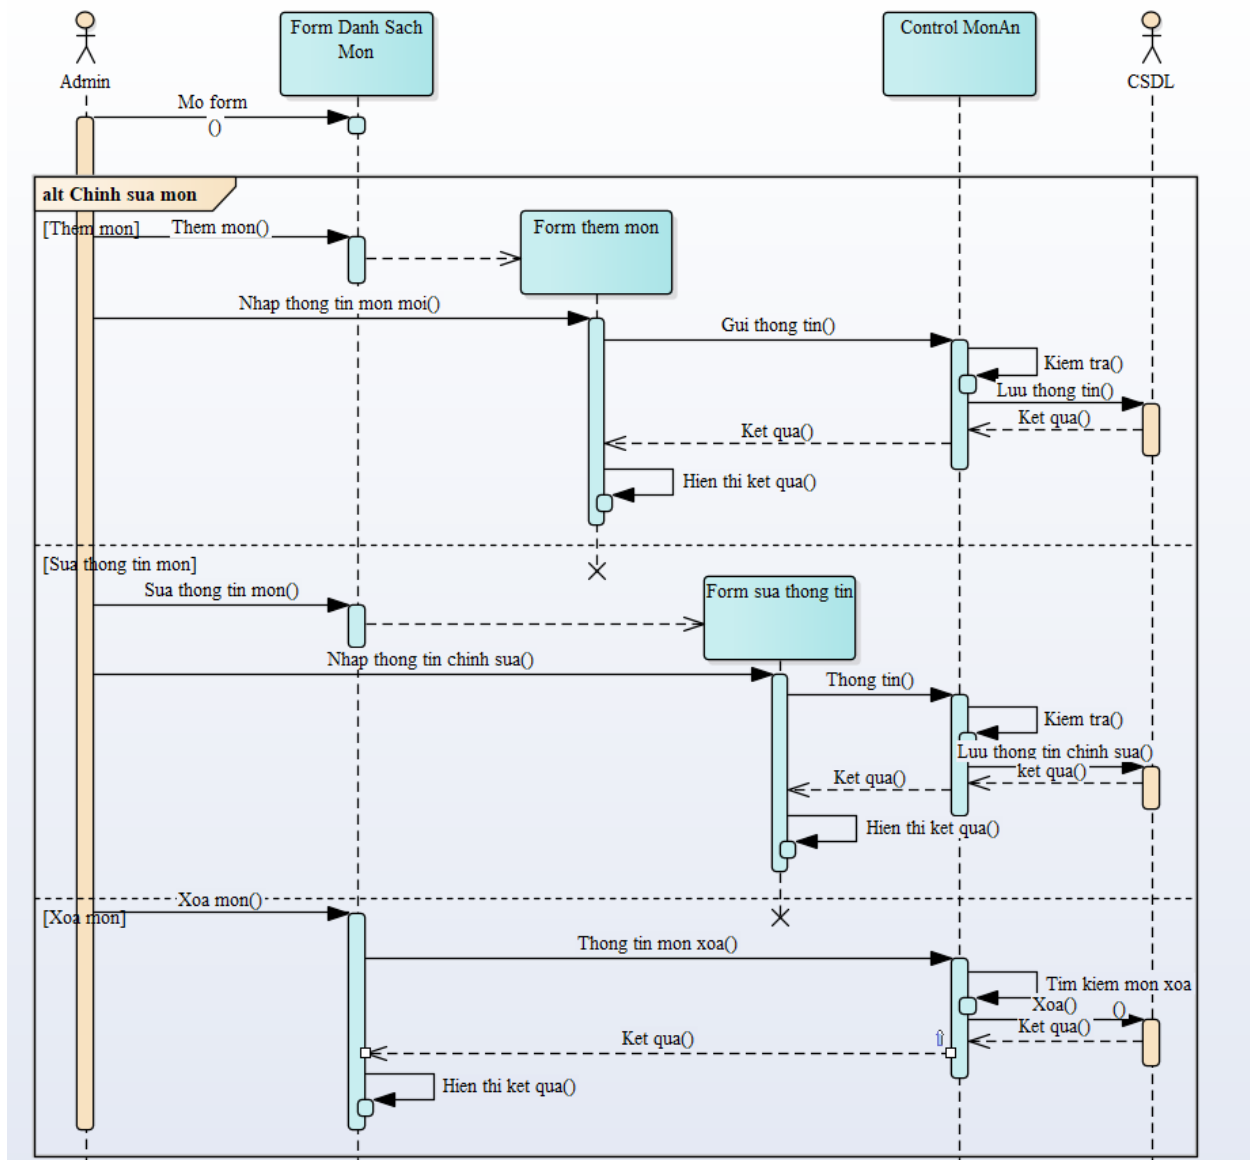 Admin
Form Danh Sach
Mon
Control MonAn
CSDL
Mo form
()
alt Chinh sua mon
[Them mon]
Them mon()
Form them mon
Nhap thong tin mon moi()
Gui thong tin()
Kiem tra()
Luu thong tin()
Ket qua()
Ket qua()
Hien thi ket qua()
[Sua thong tin mon]
Sua thong tin mon()
Form sua thong tin
Nhap thong tin chinh sua()
Thong tin()
Kiem tra()
Luu thong tin chinh sua()
ket qua()
Ket qua()
Hien thi ket qua()
[Xoa mon]
Xoa mon()
Thong tin mon xoa()
Tim kiem mon xoa
()
Xoa()
Ket qua()
Ket qua()
Hien thi ket qua()